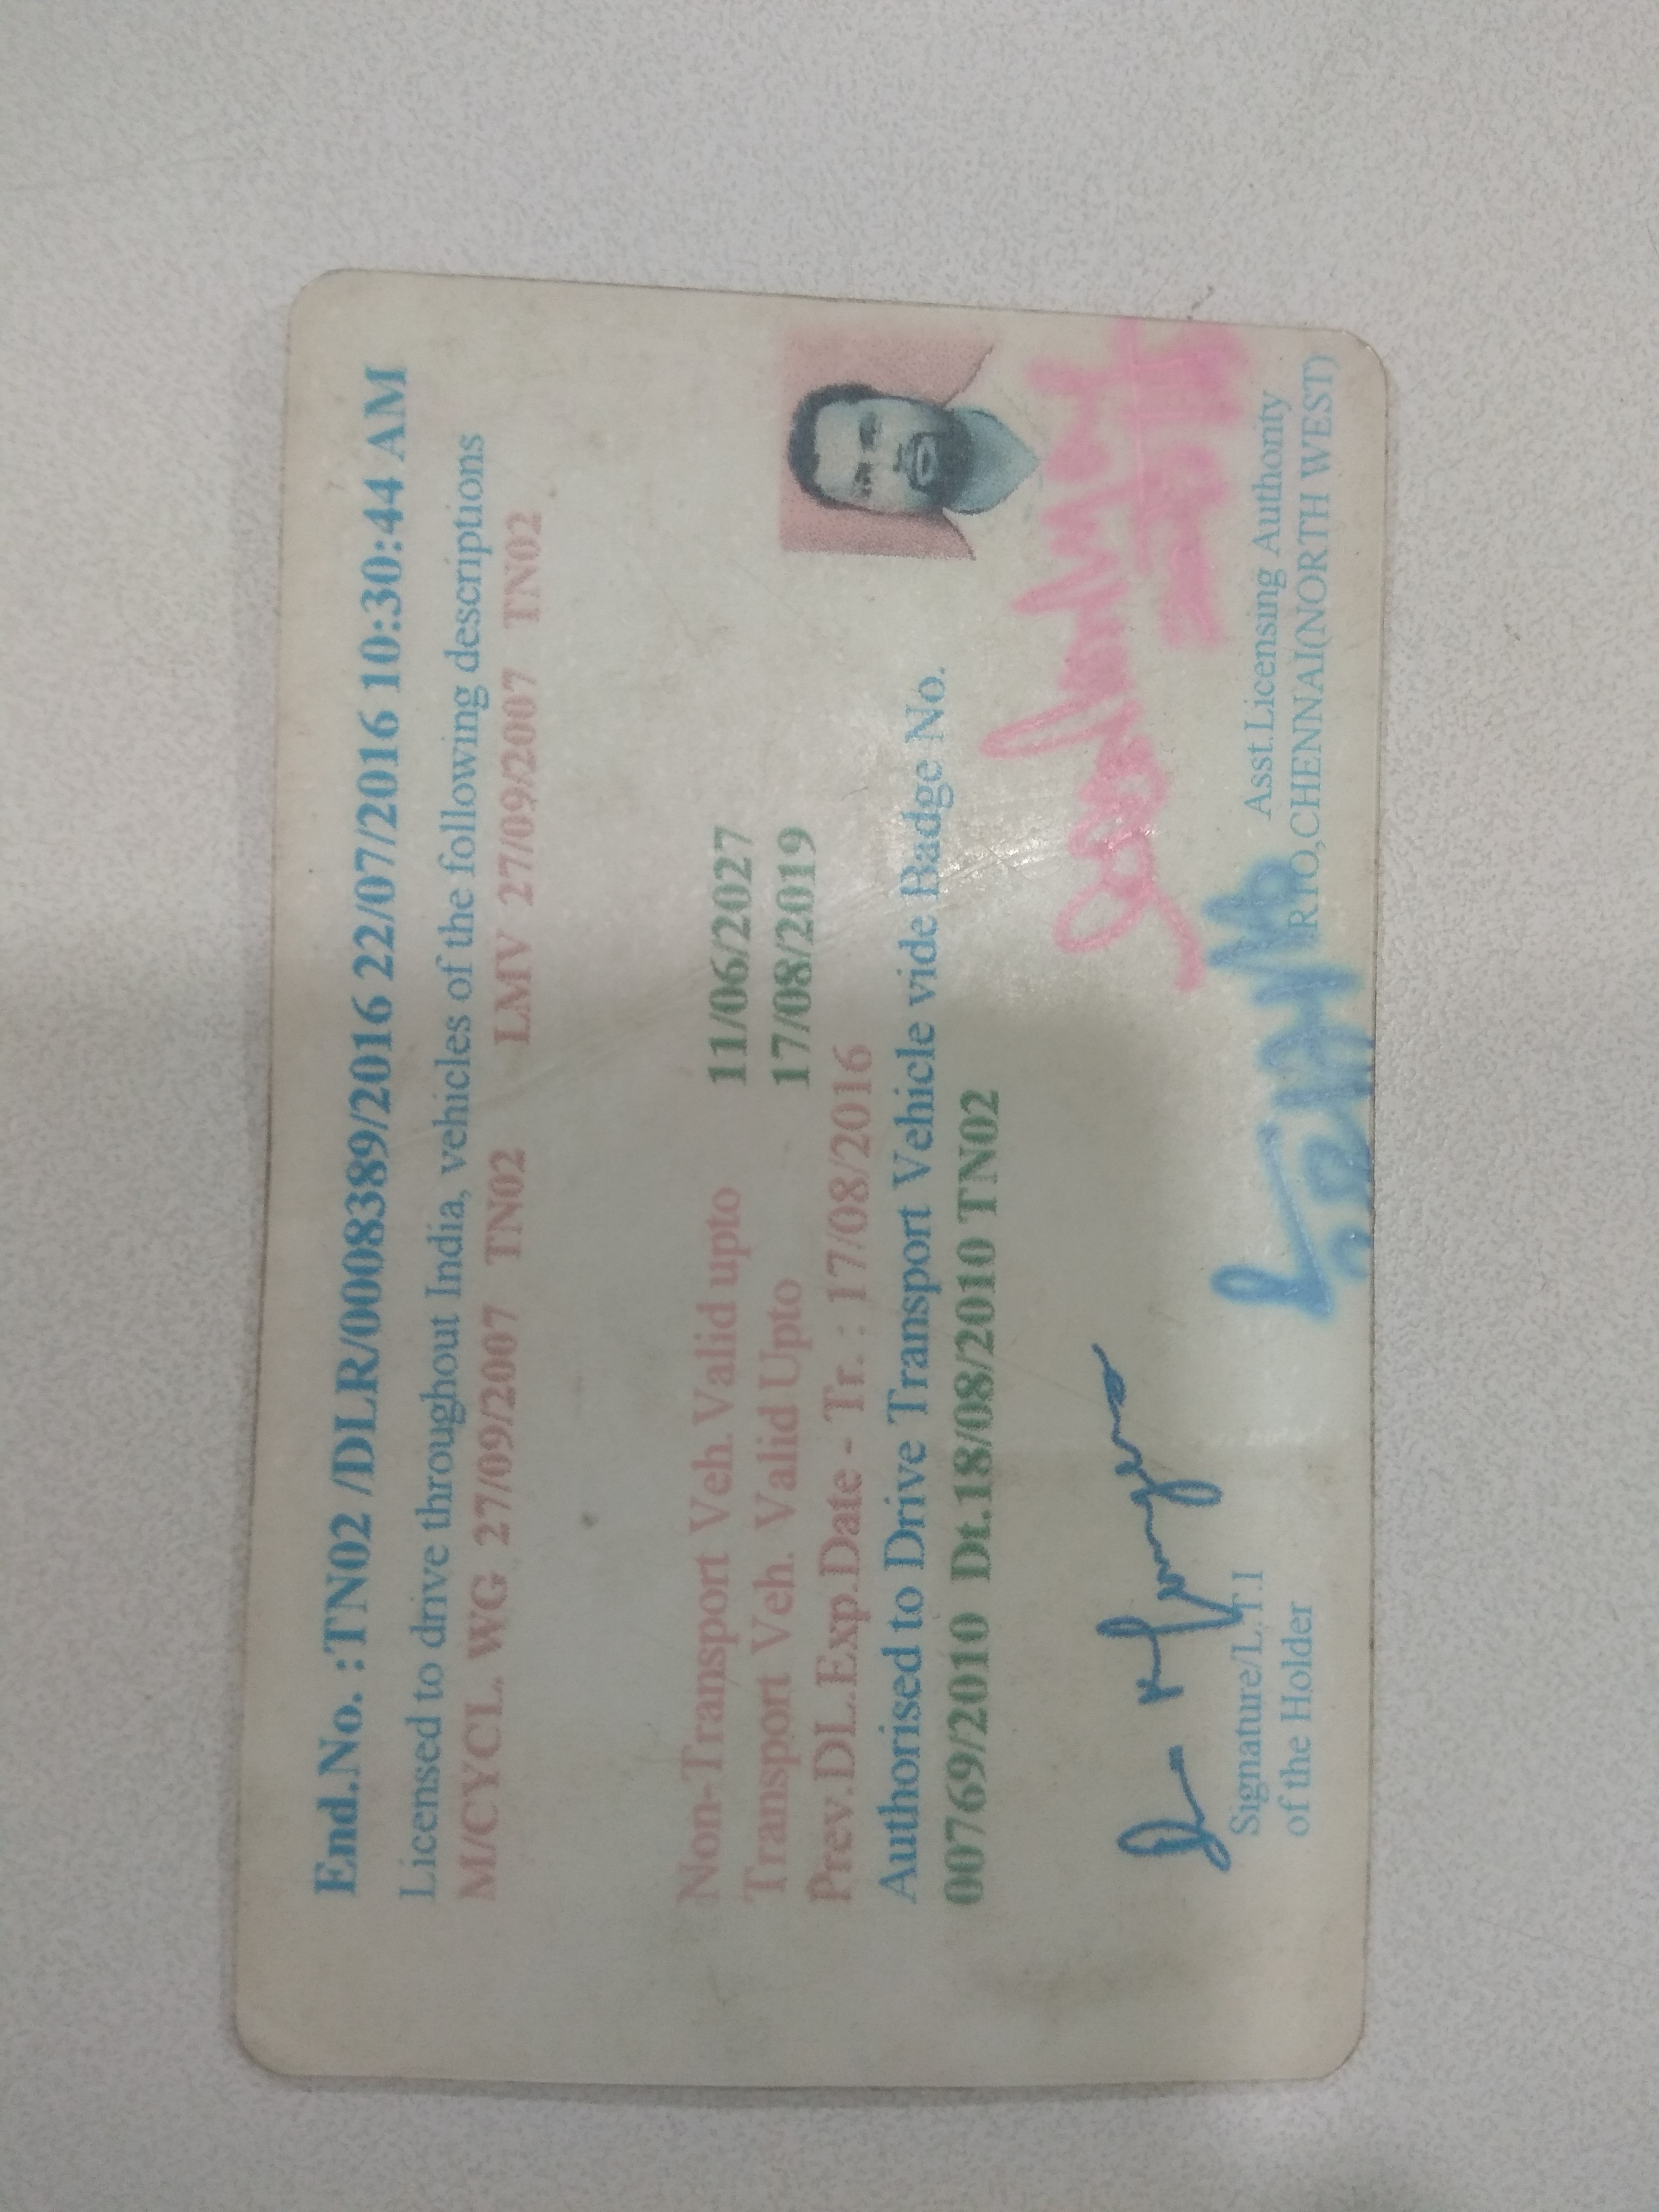 End.No. :TN02 /DLR/0008389/2016 22/07/2016 10:30:44 AM
Licensed to drive throughout India, vehicles of the following descriptions
M/CYCL. WG 27/09/2007 TN02 LMV 27/09/2007 TN02
Non-Transport Veh. Valid upto 11/06/2027
Transport Veh. Valid Upto 17/08/2019
Prev.DL.Exp.Date - Tr. : 17/08/2016
Authorised to Drive Transport Vehicle vide Badge No.
00769/2010 Dt.18/08/2010 TN02
Signature/L.T.I
of the Holder
Asst.Licensing Authority
RTO,CHENNAI(NORTH WEST)